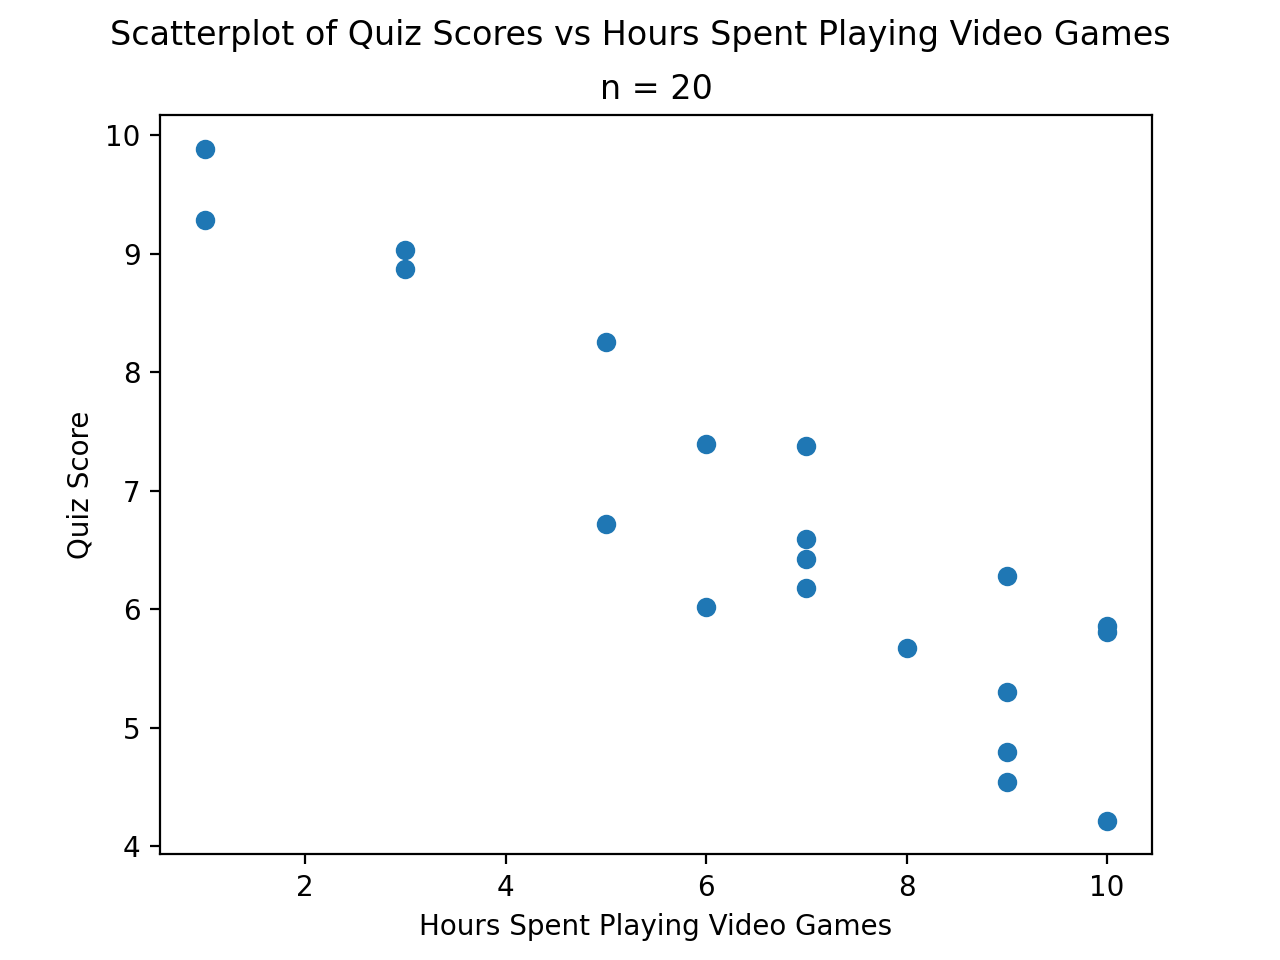 Scatterplot of Quiz Scores vs Hours Spent Playing Video Games
n = 20
Quiz Score
10
9
8
7
6
5
4
2 4 6 8 10
Hours Spent Playing Video Games